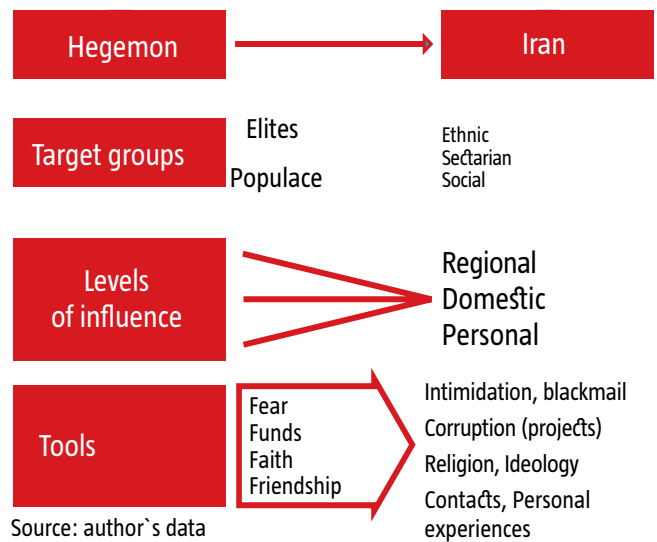 Hegemon
Iran
Target groups
Elites
Populace
Ethnic
Sectarian
Social
Levels
of influence
Regional
Domestic
Personal
Tools
Fear
Funds
Faith
Friendship
Intimidation, blackmail
Corruption (projects)
Religion, Ideology
Contacts, Personal
experiences
Source: author`s data